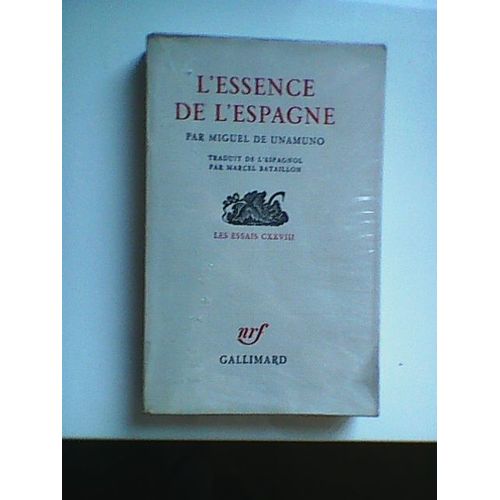 L'ESSENCE
DE L'ESPAGNE
PAR MIGUEL DE UNAMUNO
TRADUIT DE L'ESPAGNOL
PAR MARCEL BATAILLON
LES ESSAIS CXXVIII
nrf
GALLIMARD